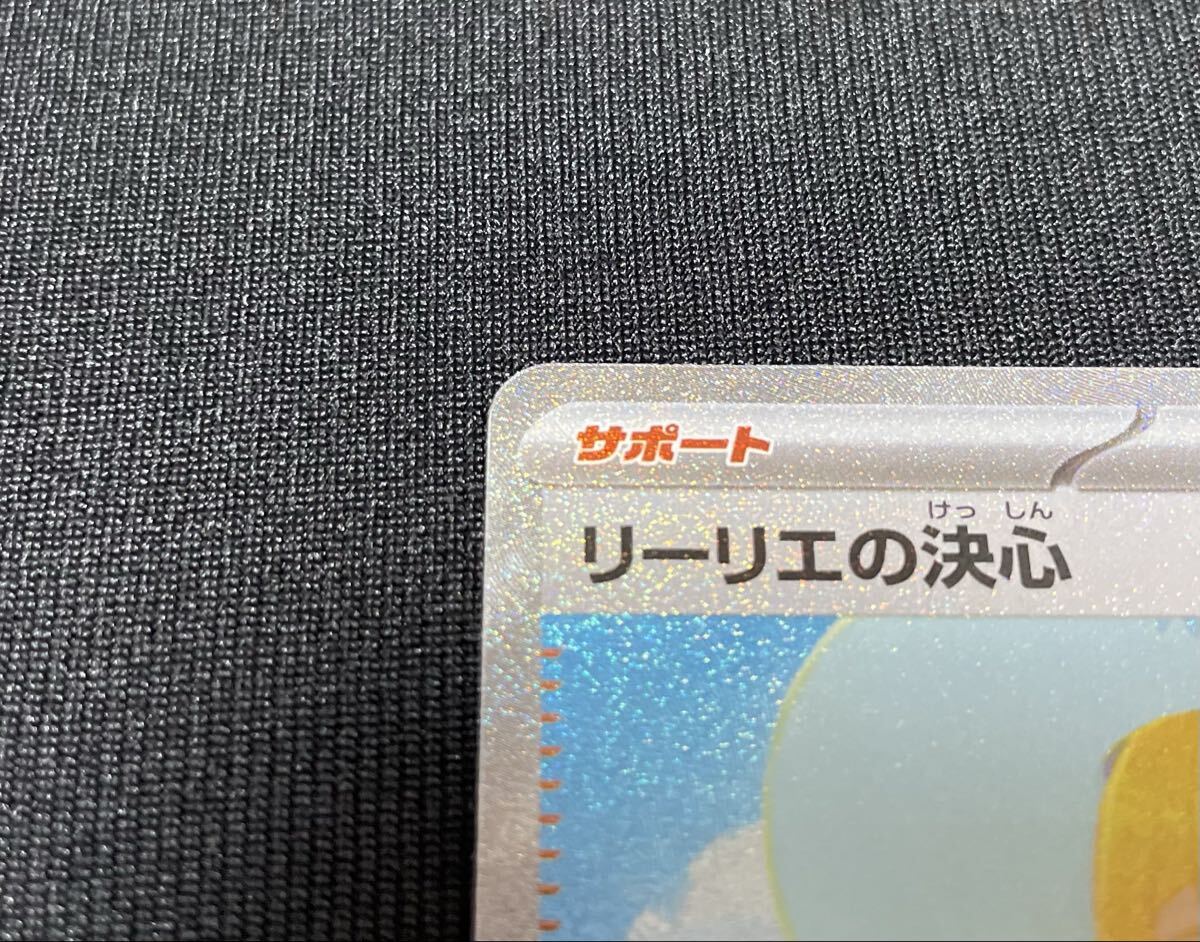 サポート
けっ しん
リーリエの決心